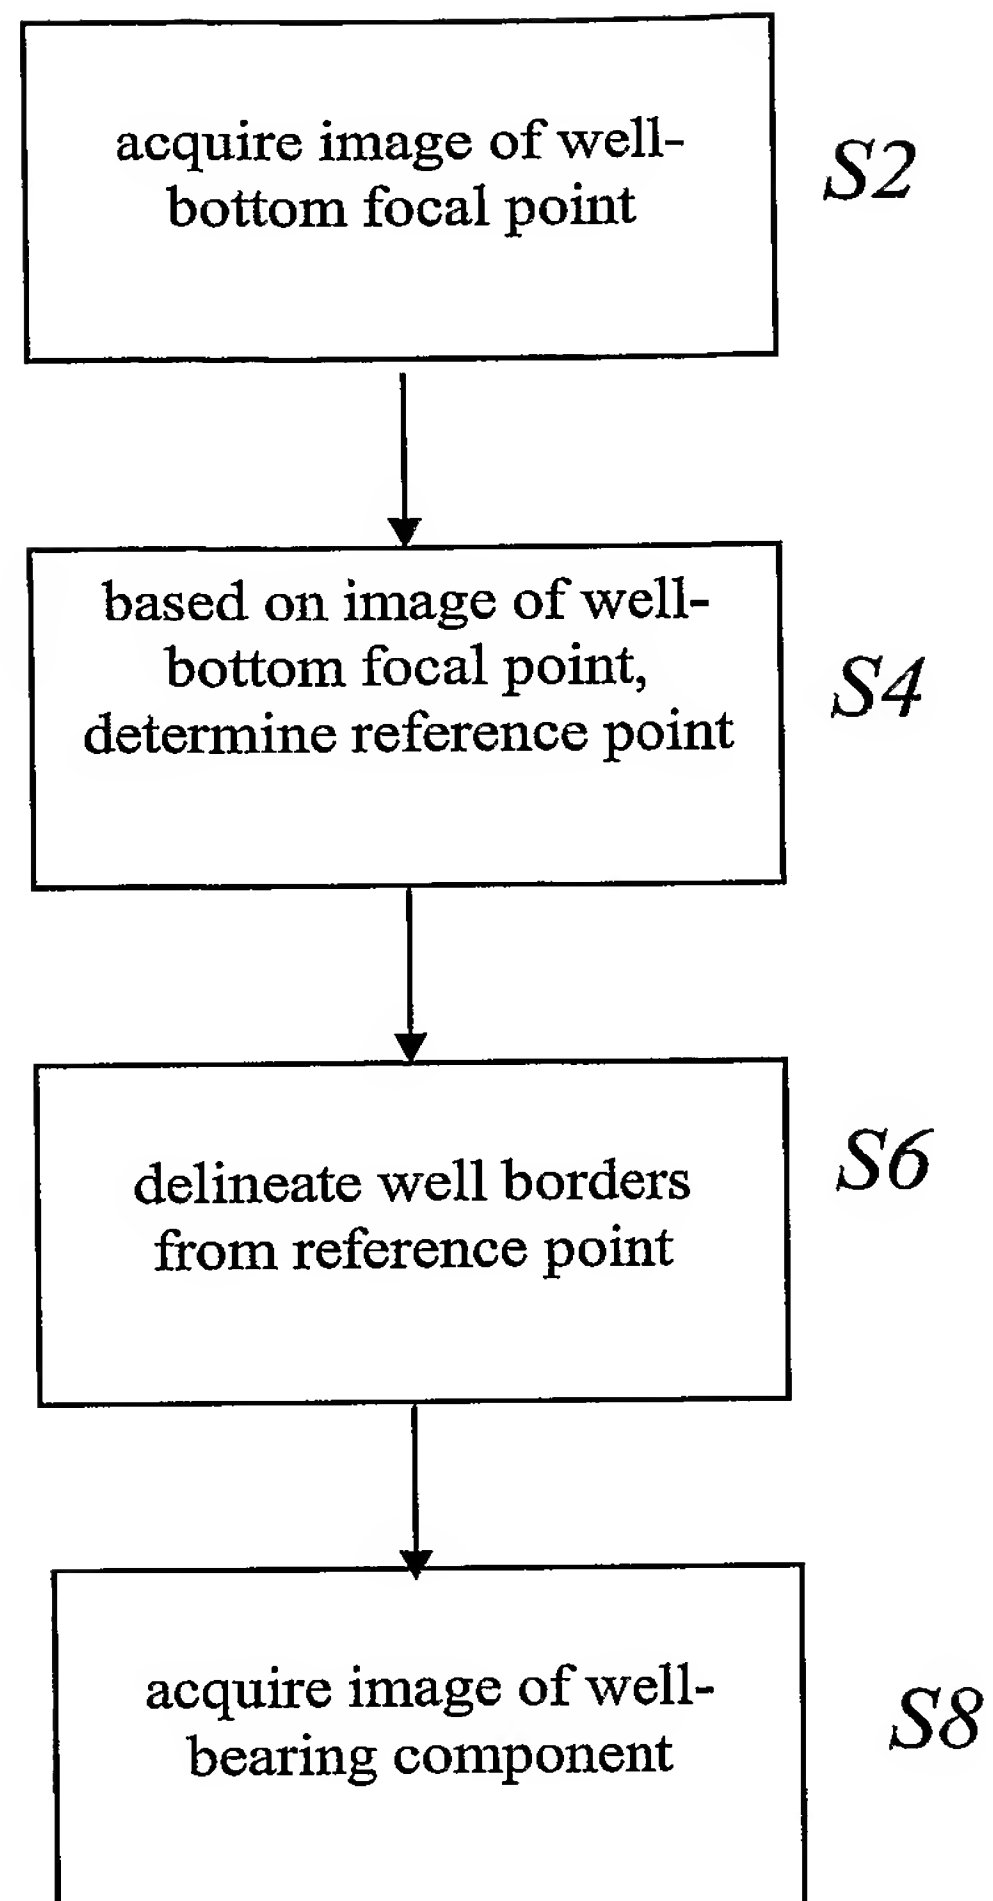 acquire image of well-
bottom focal point
S2
based on image of well-
bottom focal point,
determine reference point
S4
delineate well borders
from reference point
S6
acquire image of well-
bearing component
S8